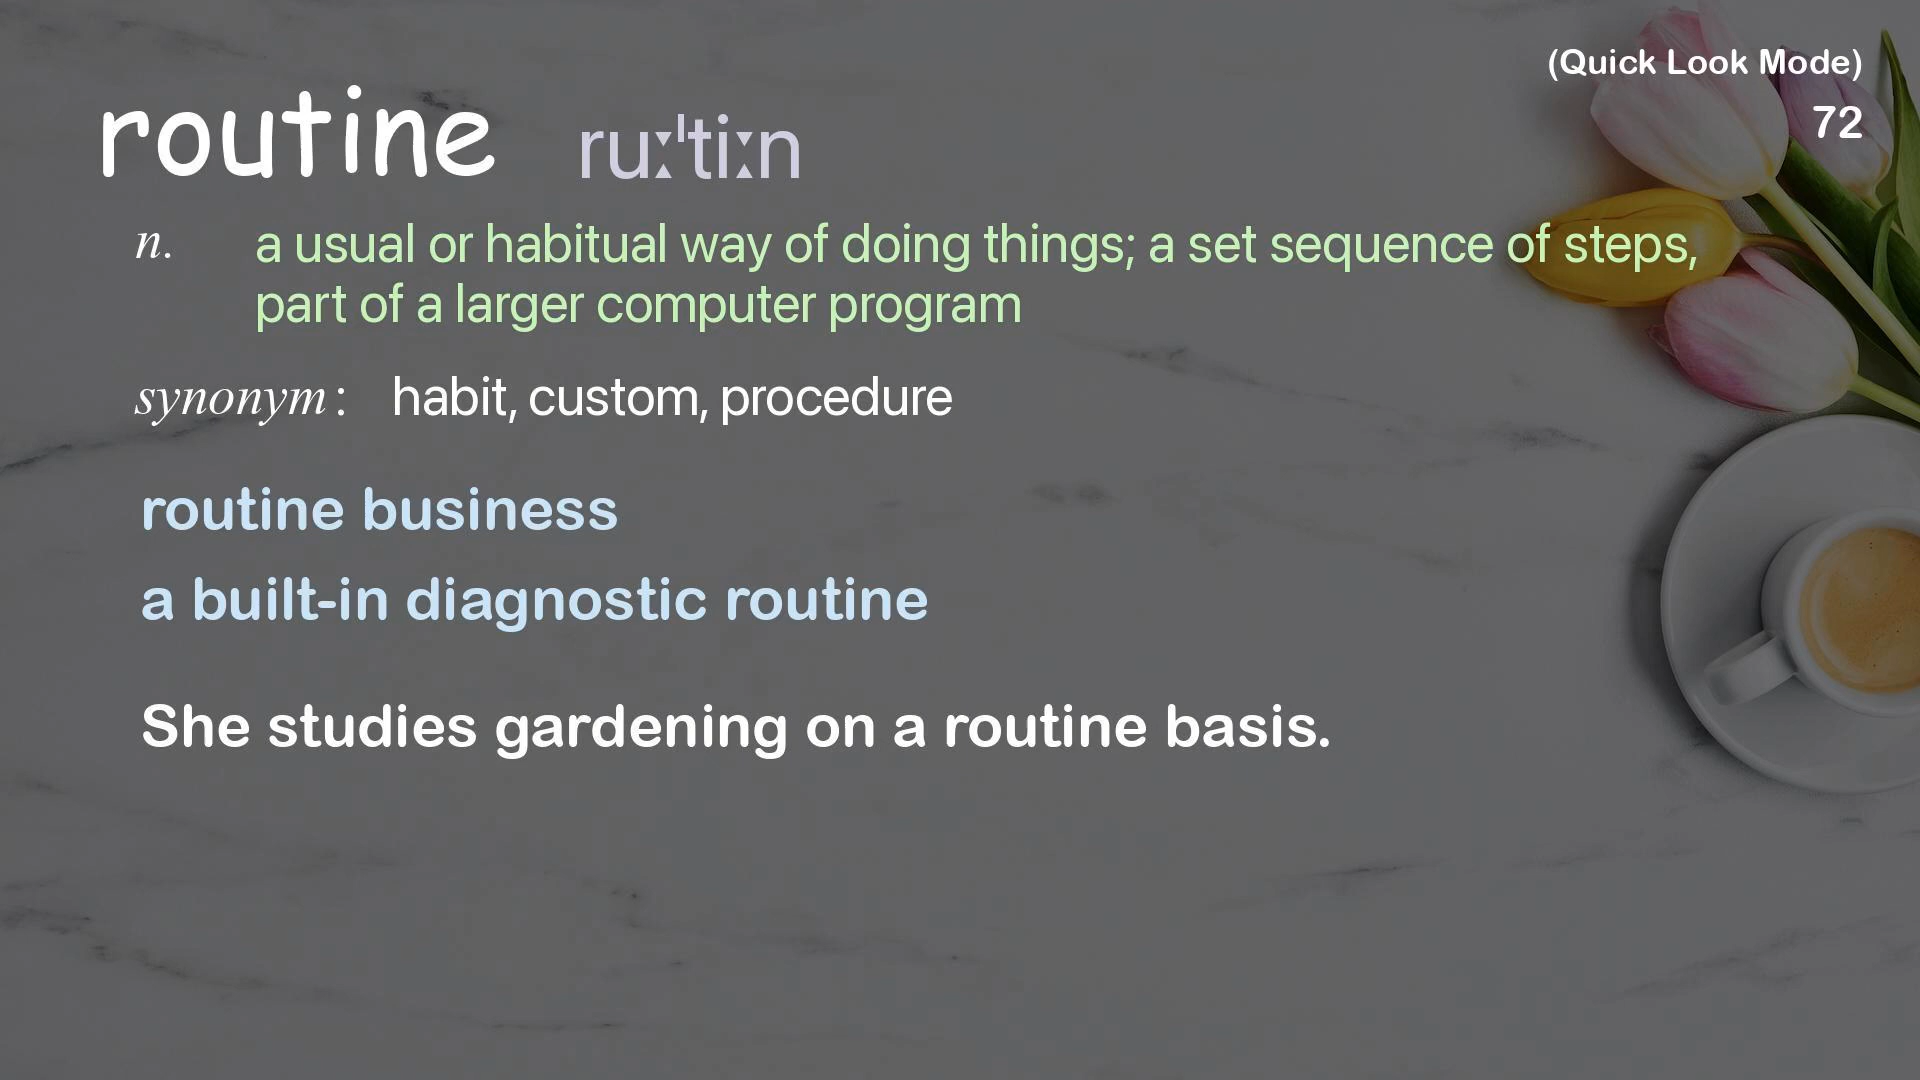 (Quick Look Mode)
72
routine ruːˈtiːn
n. a usual or habitual way of doing things; a set sequence of steps,
part of a larger computer program
synonym : habit, custom, procedure
routine business
a built-in diagnostic routine
She studies gardening on a routine basis.